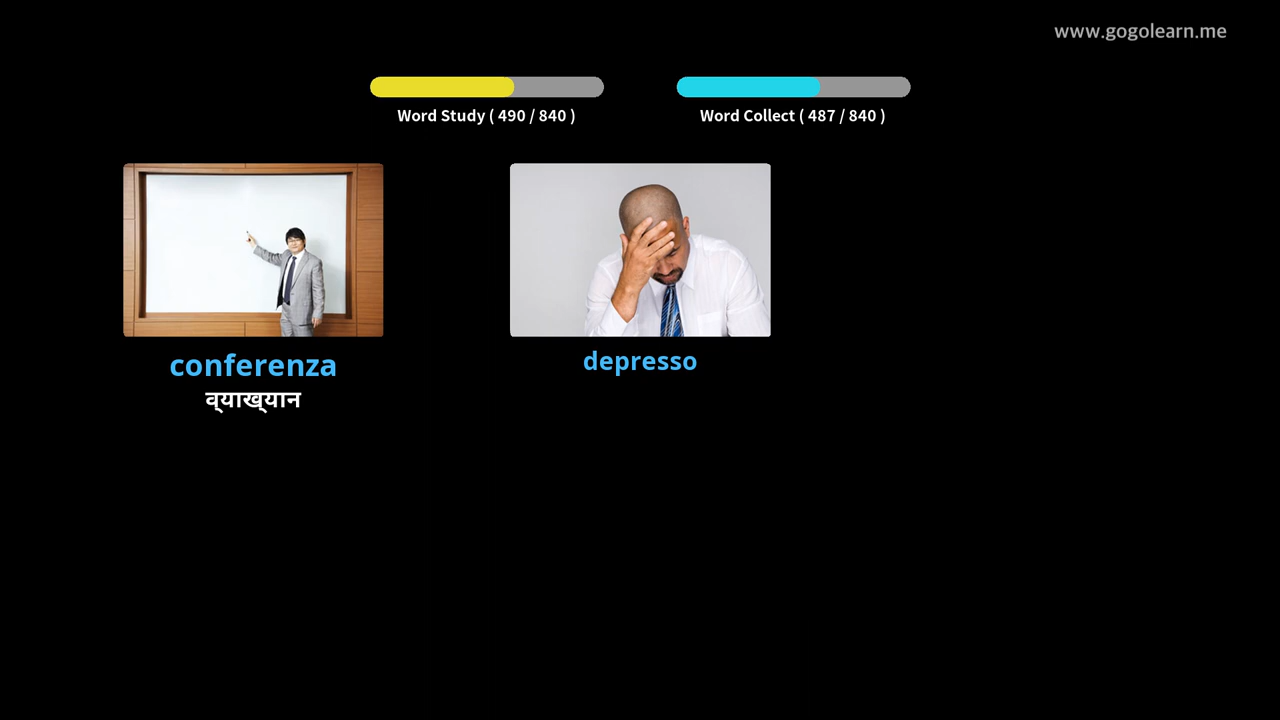 www.gogolearn.me
Word Study ( 490 / 840 )
Word Collect ( 487 / 840 )
conferenza
व्याख्यान
depresso